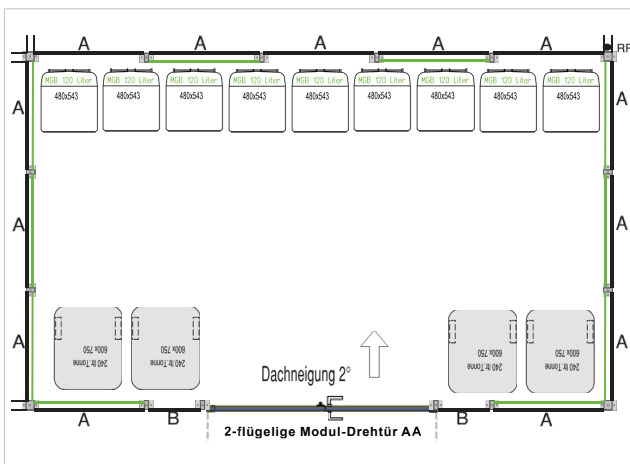 A A A A A
RF
MGB 120 Liter MGB 120 Liter MGB 120 Liter MGB 120 Liter MGB 120 Liter MGB 120 Liter MGB 120 Liter MGB 120 Liter MGB 120 Liter
480x543 480x543 480x543 480x543 480x543 480x543 480x543 480x543 480x543
A A
A A
A A
240 ltr.Tonne 240 ltr.Tonne 240 ltr.Tonne 240 ltr.Tonne
600x 750 600x 750 600x 750 600x 750
Dachneigung 2°
A B B A
2-flügelige Modul-Drehtür AA